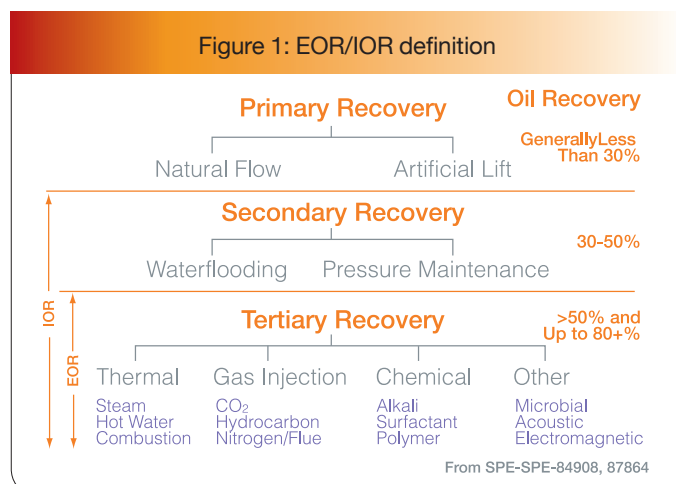 Figure 1: EOR/IOR definition
Primary Recovery
Oil Recovery
GenerallyLess
Than 30%
Natural Flow
Artificial Lift
Secondary Recovery
30-50%
Waterflooding
Pressure Maintenance
IOR
EOR
Tertiary Recovery
>50% and
Up to 80+%
Thermal
Gas Injection
Chemical
Other
Steam
Hot Water
Combustion
CO₂
Hydrocarbon
Nitrogen/Flue
Alkali
Surfactant
Polymer
Microbial
Acoustic
Electromagnetic
From SPE-SPE-84908, 87864